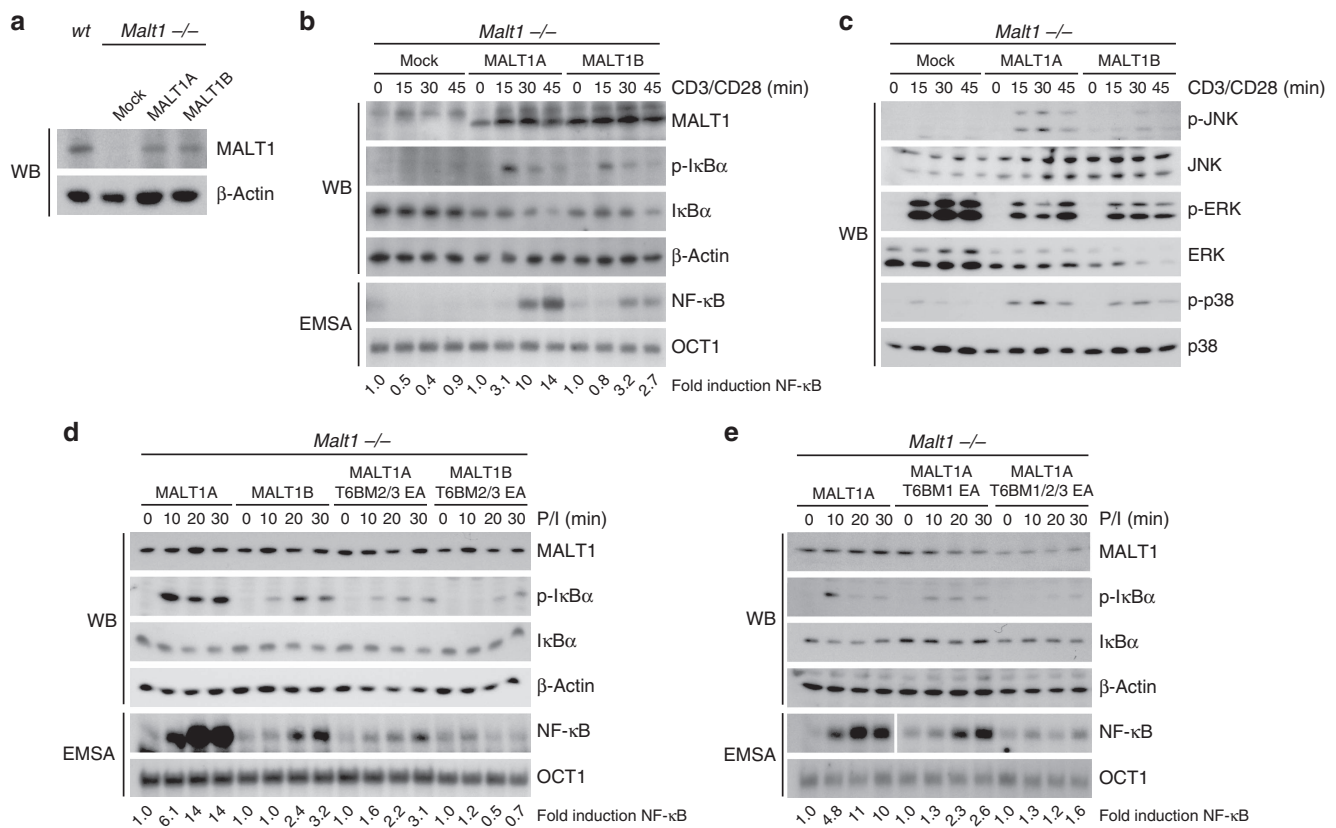 a
wt Malt1 –/–
Mock MALT1A MALT1B
WB
MALT1
β-Actin
b
Malt1 –/–
Mock MALT1A MALT1B
0 15 30 45 0 15 30 45 0 15 30 45 CD3/CD28 (min)
WB
MALT1
p-IκBα
IκBα
β-Actin
EMSA
NF-κB
OCT1
1.0 0.5 0.4 0.9 1.0 3.1 10 14 1.0 0.8 3.2 2.7 Fold induction NF-κB
c
Malt1 –/–
Mock MALT1A MALT1B
0 15 30 45 0 15 30 45 0 15 30 45 CD3/CD28 (min)
WB
p-JNK
JNK
p-ERK
ERK
p-p38
p38
d
Malt1 –/–
MALT1A MALT1B MALT1A T6BM2/3 EA MALT1B T6BM2/3 EA
0 10 20 30 0 10 20 30 0 10 20 30 0 10 20 30 P/I (min)
WB
MALT1
p-IκBα
IκBα
β-Actin
EMSA
NF-κB
OCT1
1.0 6.1 14 14 1.0 1.0 2.4 3.2 1.0 1.6 2.2 3.1 1.0 1.2 0.5 0.7 Fold induction NF-κB
e
Malt1 –/–
MALT1A MALT1A T6BM1 EA MALT1A T6BM1/2/3 EA
0 10 20 30 0 10 20 30 0 10 20 30 P/I (min)
WB
MALT1
p-IκBα
IκBα
β-Actin
EMSA
NF-κB
OCT1
1.0 4.8 11 10 1.0 1.3 2.3 2.6 1.0 1.3 1.2 1.6 Fold induction NF-κB